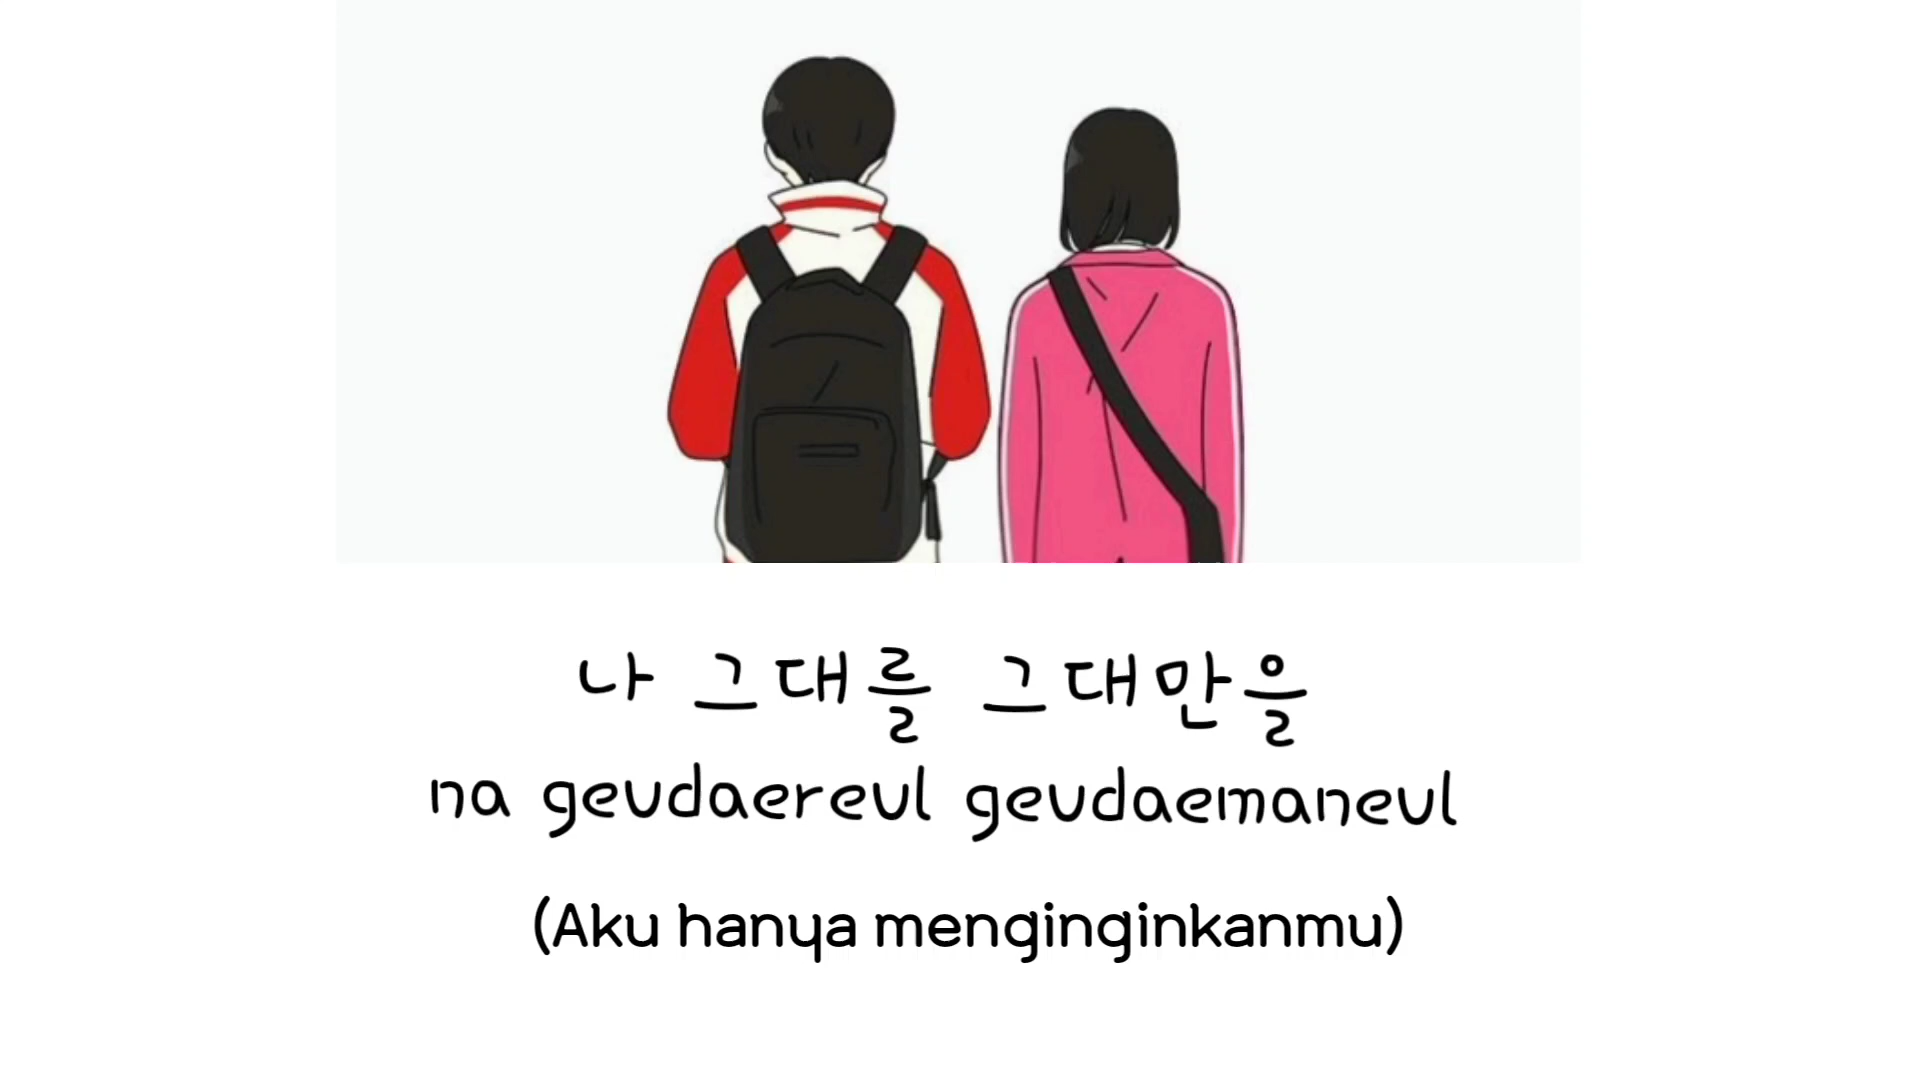 나 그대를 그대만을
na geudaereul geudaemaneul
(Aku hanya menginginkanmu)